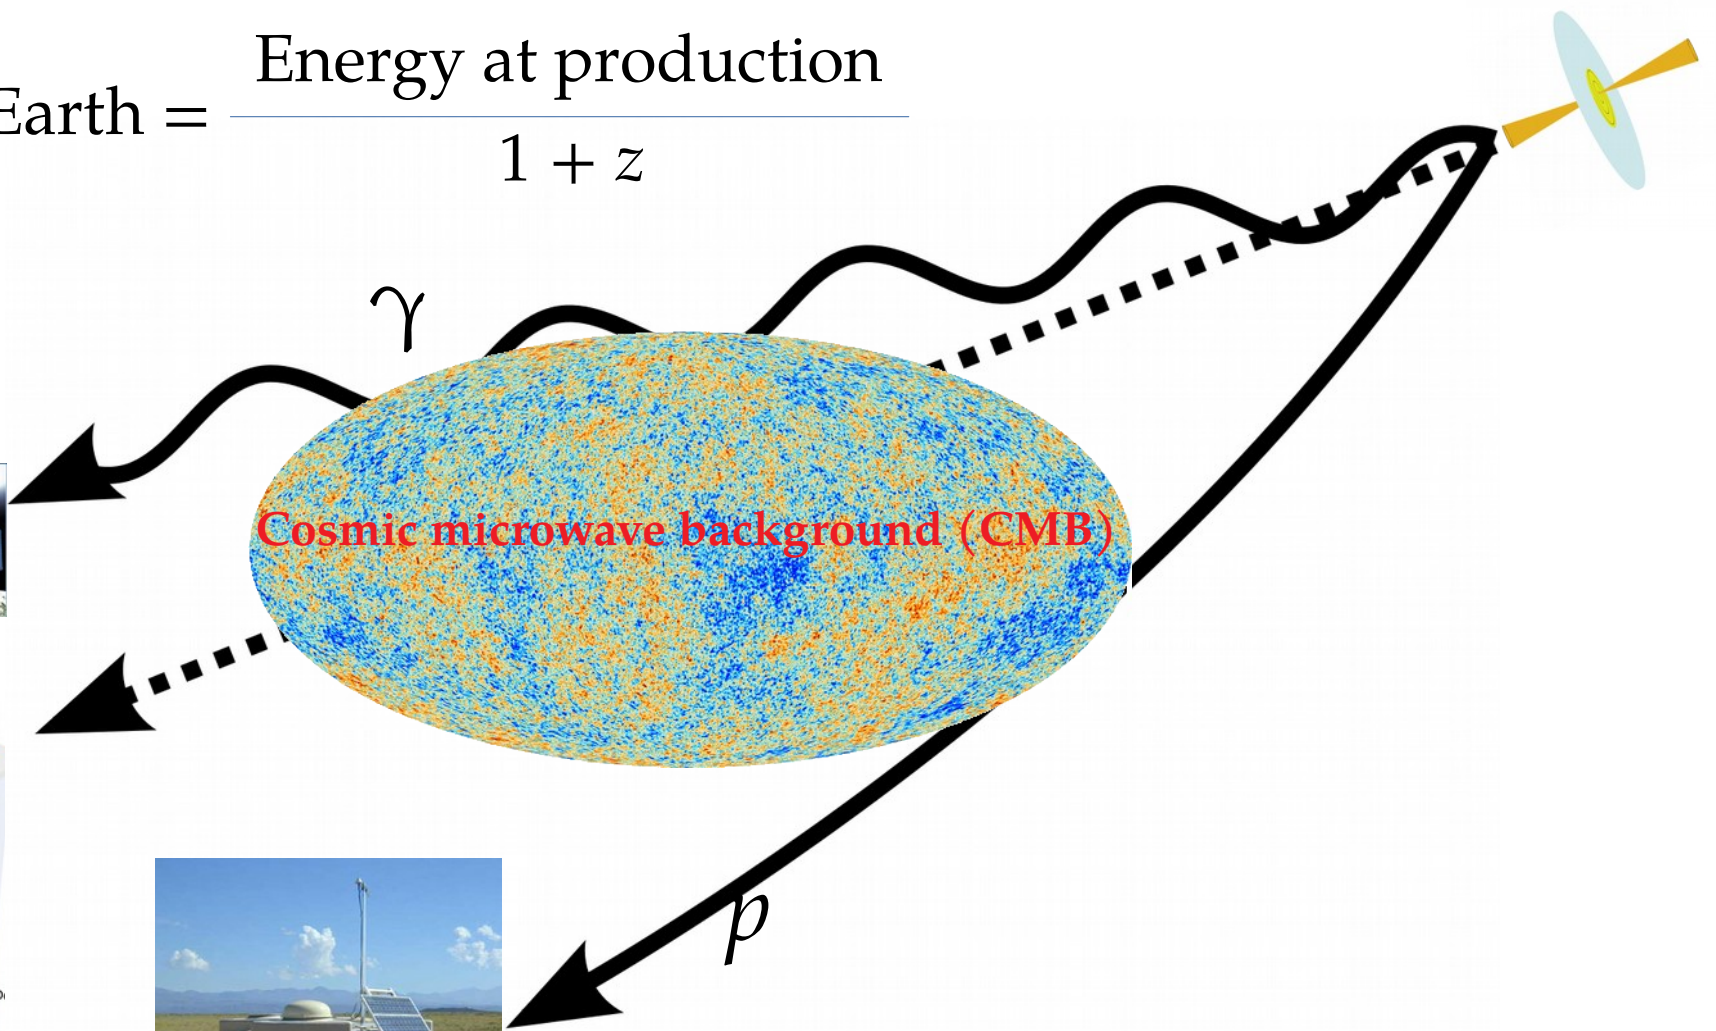 Energy at production
Earth =
1 + z
γ
Cosmic microwave background (CMB)
p